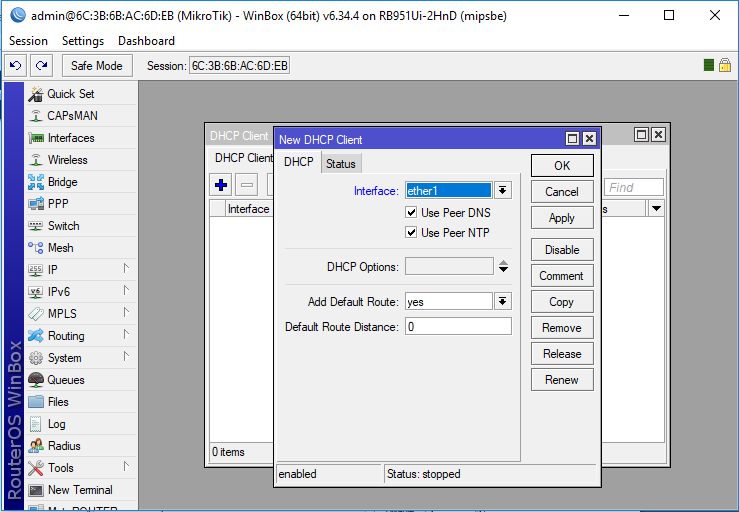 admin@6C:3B:6B:AC:6D:EB (MikroTik) - WinBox (64bit) v6.34.4 on RB951Ui-2HnD (mipsbe)
Session Settings Dashboard
Safe Mode Session: 6C:3B:6B:AC:6D:EB
Quick Set
CAPsMAN
Interfaces
Wireless
Bridge
PPP
Switch
Mesh
IP
IPv6
MPLS
Routing
System
Queues
Files
Log
Radius
Tools
New Terminal
RouterOS WinBox
DHCP Client
DHCP Client
Find
Interface
0 items
New DHCP Client
DHCP Status
Interface: ether1
Use Peer DNS
Use Peer NTP
DHCP Options:
Add Default Route: yes
Default Route Distance: 0
OK
Cancel
Apply
Disable
Comment
Copy
Remove
Release
Renew
enabled Status: stopped